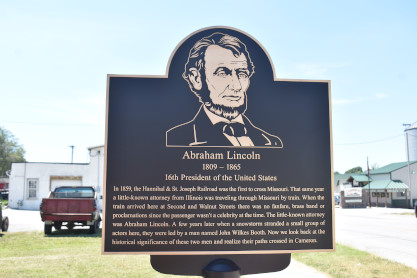 Abraham Lincoln
1809 – 1865
16th President of the United States
In 1859, the Hannibal & St. Joseph Railroad was the first to cross Missouri. That same year
a little-known attorney from Illinois was traveling through Missouri by train. When the
train arrived here at Second and Walnut Streets there was no fanfare, brass band or
proclamations since the passenger wasn't a celebrity at the time. The little-known attorney
was Abraham Lincoln. A few years later when a snowstorm stranded a small group of
actors here, they were led by a man named John Wilkes Booth. Now we look back at the
historical significance of these two men and realize their paths crossed in Cameron.